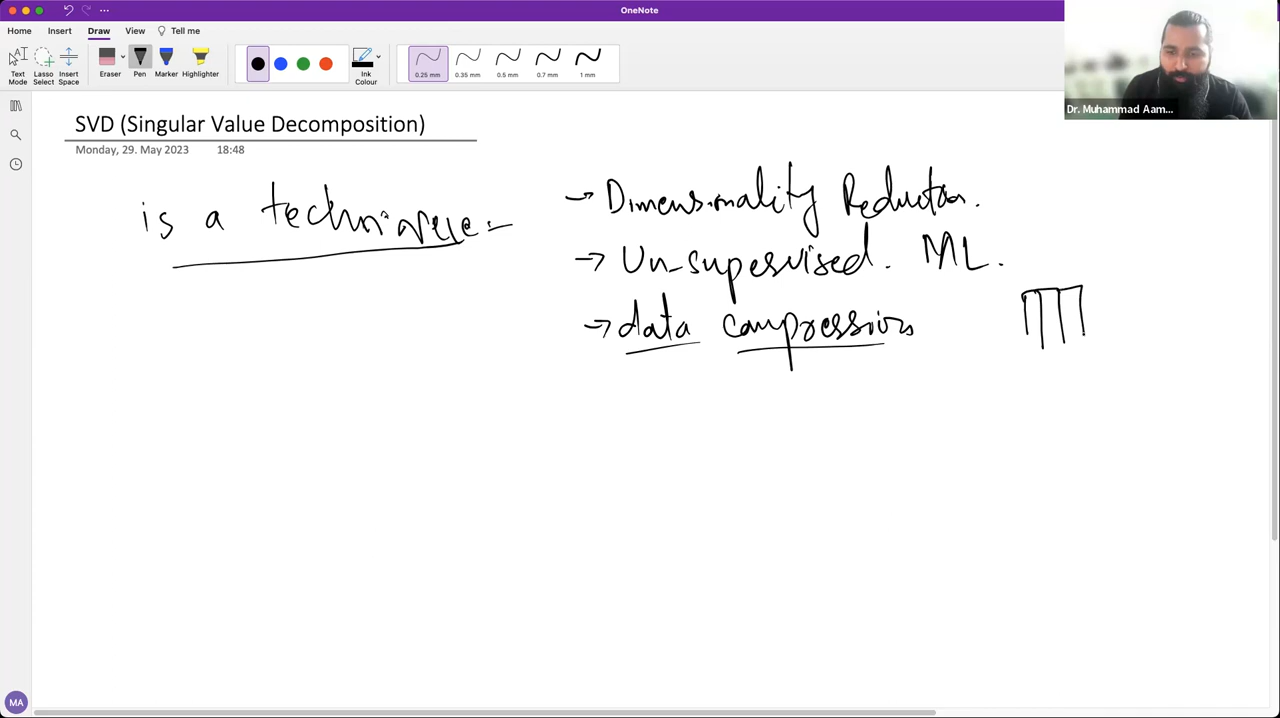 OneNote
Home Insert Draw View Tell me
Text Mode
Lasso Select
Insert Space
Eraser
Pen
Marker
Highlighter
Ink Colour
0.25 mm
0.35 mm
0.5 mm
0.7 mm
1 mm
Dr. Muhammad Aam...
SVD (Singular Value Decomposition)
Monday, 29. May 2023 18:48
is a technique
→ Dimensionality Reduction.
→ Un-supervised. ML.
→ data compression
MA